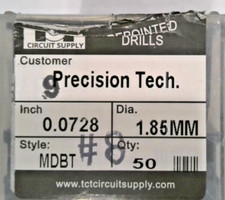 TCT
CIRCUIT SUPPLY
REPOINTED
DRILLS
Customer
9
Precision Tech.
Inch
Dia.
0.0728
1.85MM
Style:
Qty:
MDBT
#8
50
www.tctcircuitsupply.com